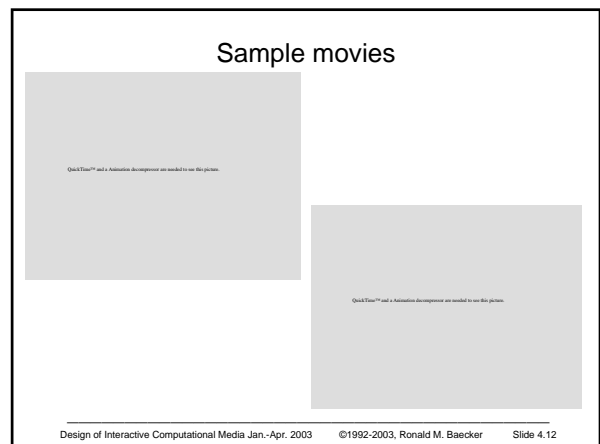 Sample movies
QuickTime™ and a Animation decompressor are needed to see this picture.
QuickTime™ and a Animation decompressor are needed to see this picture.
Design of Interactive Computational Media Jan.-Apr. 2003 ©1992-2003, Ronald M. Baecker Slide 4.12